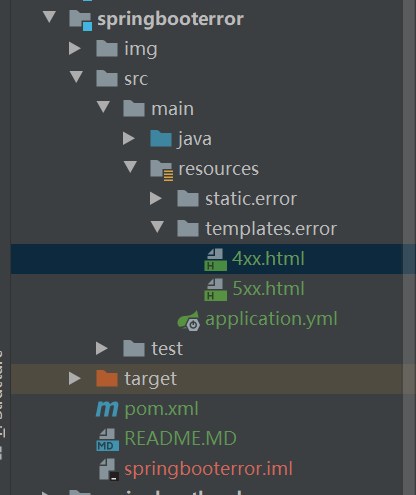 springbooterror
img
src
main
java
resources
static.error
templates.error
4xx.html
5xx.html
application.yml
test
target
pom.xml
README.MD
springbooterror.iml